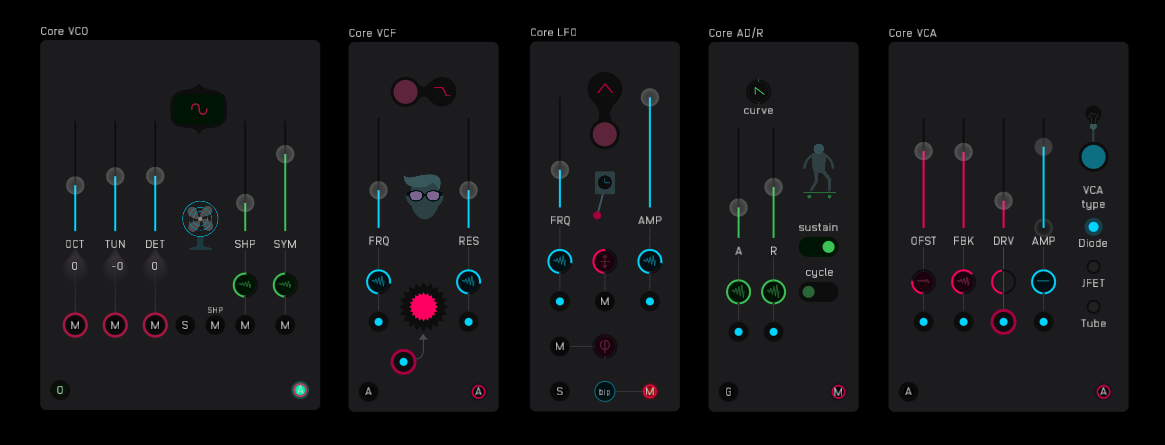 Core VCO
Core VCF
Core LFO
Core AD/R
Core VCA
OCT TUN DET SHP SYM
0 -0 0
SHP
M M M S M M M
O A
FRQ RES
A A
FRQ AMP
M
M φ
S bip M
curve
A R
sustain
cycle
G M
OFST FBK DRV AMP
VCA
type
Diode
JFET
Tube
A A